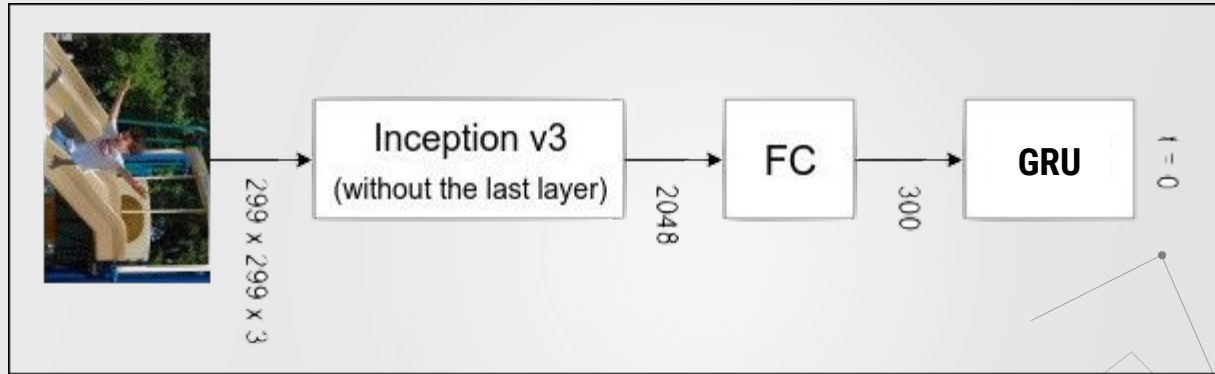 299 x 299 x 3
Inception v3
(without the last layer)
2048
FC
300
GRU
t = 0